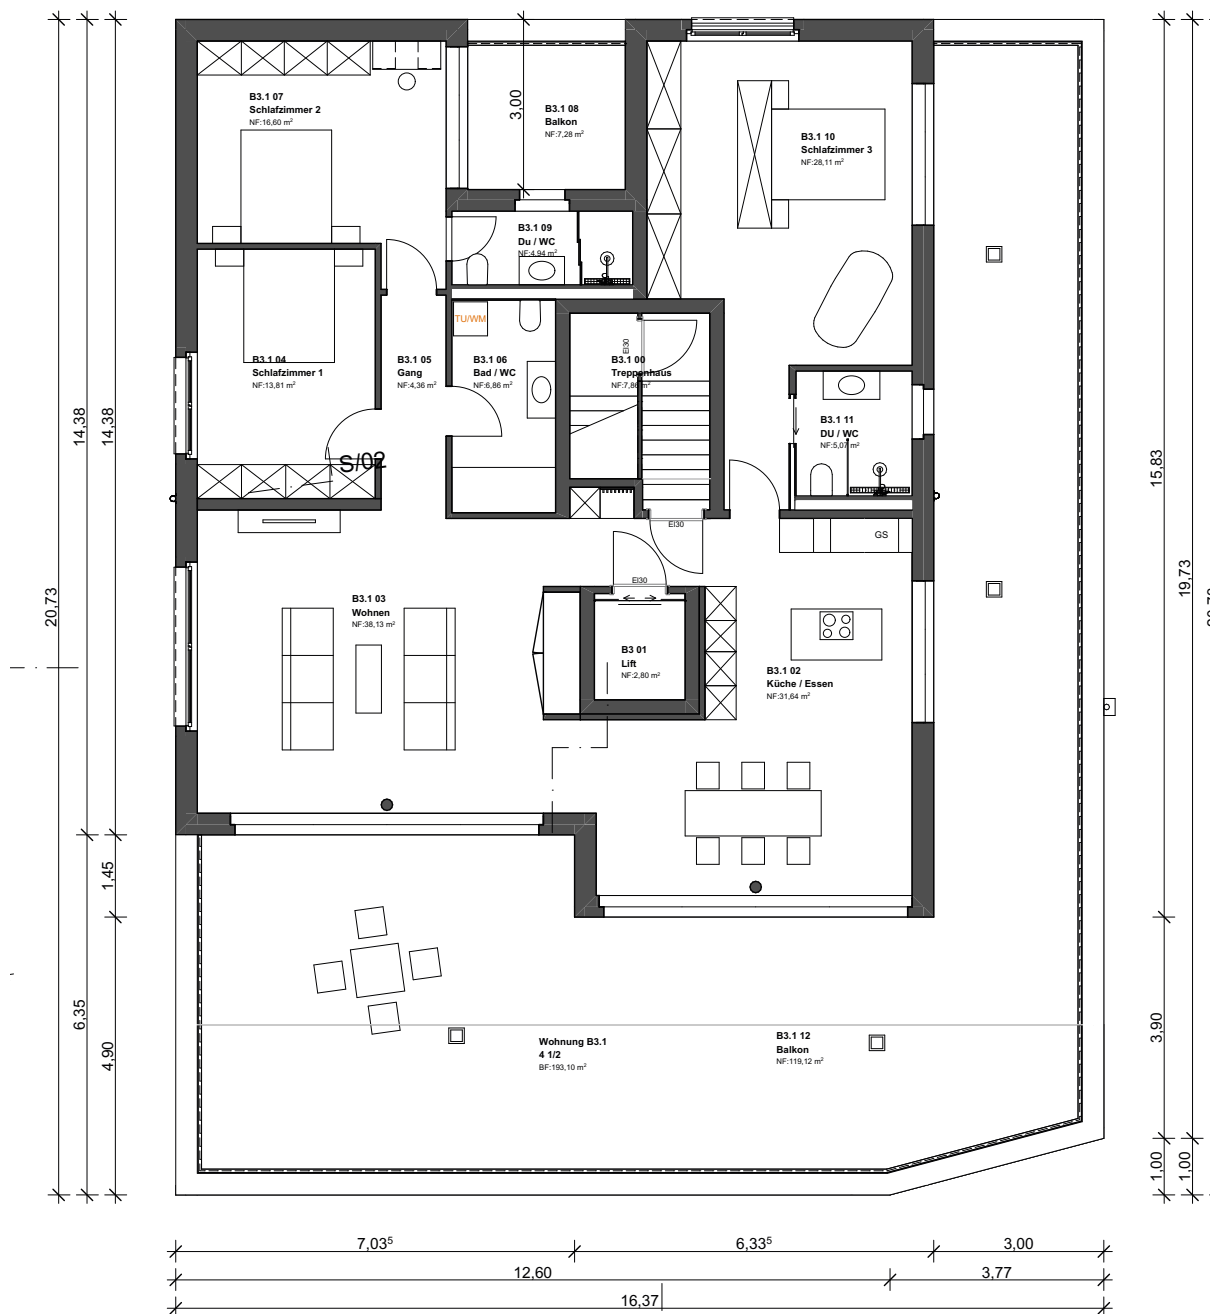 B3.1 07
Schlafzimmer 2
NF:16,60 m²
3,00
B3.1 08
Balkon
NF:7,28 m²
B3.1 10
Schlafzimmer 3
NF:28,11 m²
B3.1 09
Du / WC
NF:4,94 m²
TU/WM
B3.1 04
Schlafzimmer 1
NF:13,81 m²
B3.1 05
Gang
NF:4,36 m²
B3.1 06
Bad / WC
NF:6,86 m²
EI30
B3.1 00
Treppenhaus
NF:7,86 m²
B3.1 11
DU / WC
NF:5,07 m²
S/02
EI30
GS
EI30
B3.1 03
Wohnen
NF:38,13 m²
B3 01
Lift
NF:2,80 m²
B3.1 02
Küche / Essen
NF:31,64 m²
Wohnung B3.1
4 1/2
BF:193,10 m²
B3.1 12
Balkon
NF:119,12 m²
20,73
14,38
6,35
14,38
1,45
4,90
15,83
3,90
1,00
19,73
1,00
7,03⁵
6,33⁵
3,00
12,60
3,77
16,37